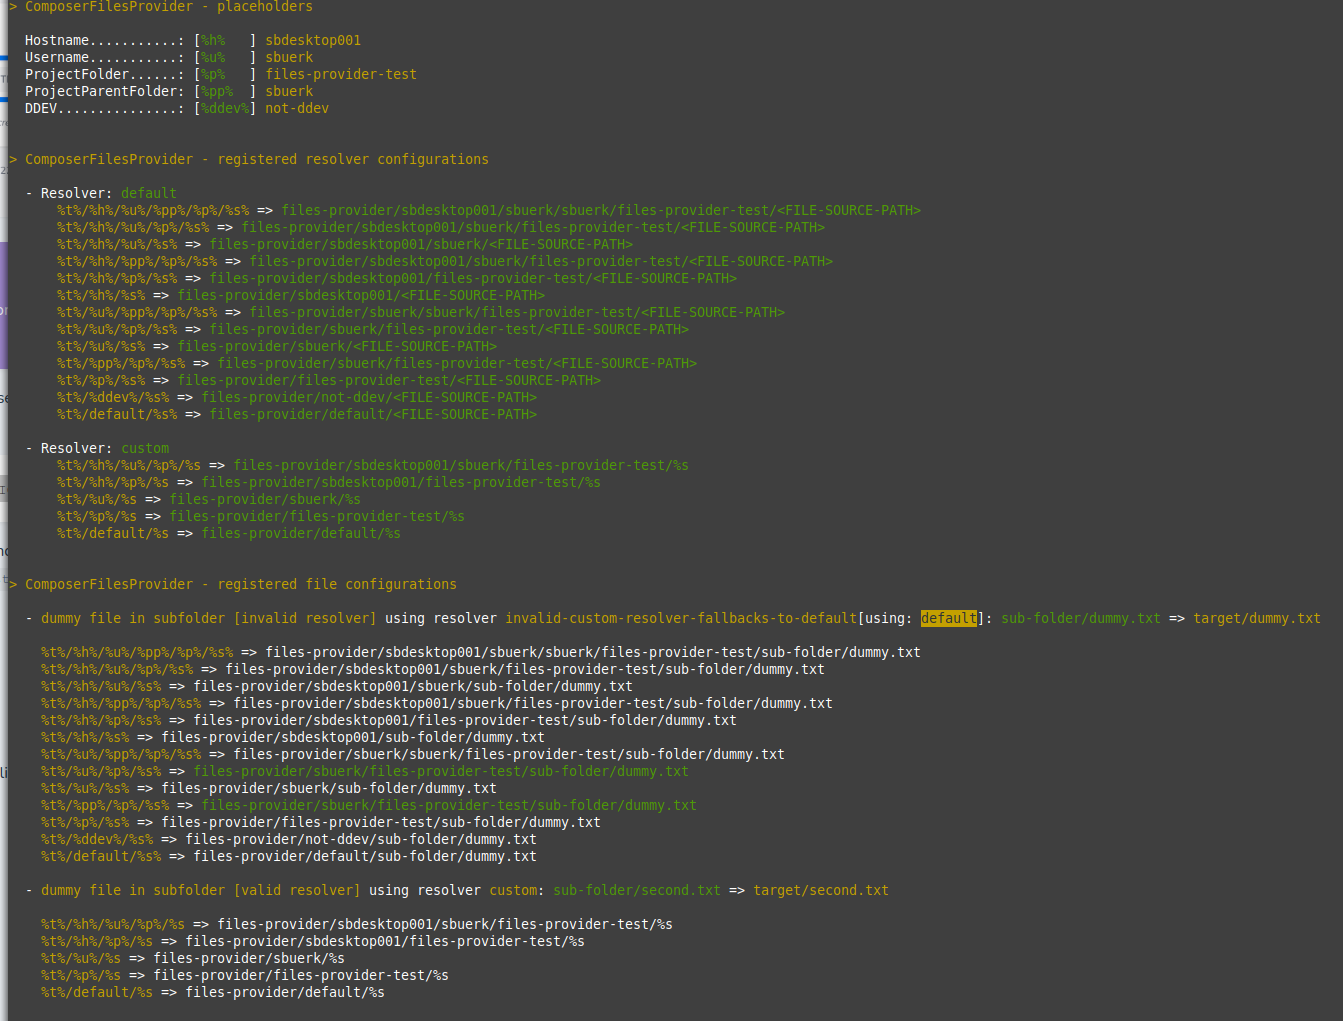 > ComposerFilesProvider - placeholders
Hostname...........: [%h%   ] sbdesktop001
Username...........: [%u%   ] sbuerk
ProjectFolder......: [%p%   ] files-provider-test
ProjectParentFolder: [%pp%  ] sbuerk
DDEV...............: [%ddev%] not-ddev
> ComposerFilesProvider - registered resolver configurations
- Resolver: default
%t%/%h%/%u%/%pp%/%p%/%s% => files-provider/sbdesktop001/sbuerk/sbuerk/files-provider-test/<FILE-SOURCE-PATH>
%t%/%h%/%u%/%p%/%s% => files-provider/sbdesktop001/sbuerk/files-provider-test/<FILE-SOURCE-PATH>
%t%/%h%/%u%/%s% => files-provider/sbdesktop001/sbuerk/<FILE-SOURCE-PATH>
%t%/%h%/%pp%/%p%/%s% => files-provider/sbdesktop001/sbuerk/files-provider-test/<FILE-SOURCE-PATH>
%t%/%h%/%p%/%s% => files-provider/sbdesktop001/files-provider-test/<FILE-SOURCE-PATH>
%t%/%h%/%s% => files-provider/sbdesktop001/<FILE-SOURCE-PATH>
%t%/%u%/%pp%/%p%/%s% => files-provider/sbuerk/sbuerk/files-provider-test/<FILE-SOURCE-PATH>
%t%/%u%/%p%/%s% => files-provider/sbuerk/files-provider-test/<FILE-SOURCE-PATH>
%t%/%u%/%s% => files-provider/sbuerk/<FILE-SOURCE-PATH>
%t%/%pp%/%p%/%s% => files-provider/sbuerk/files-provider-test/<FILE-SOURCE-PATH>
%t%/%p%/%s% => files-provider/files-provider-test/<FILE-SOURCE-PATH>
%t%/%ddev%/%s% => files-provider/not-ddev/<FILE-SOURCE-PATH>
%t%/default/%s% => files-provider/default/<FILE-SOURCE-PATH>
- Resolver: custom
%t%/%h%/%u%/%p%/%s => files-provider/sbdesktop001/sbuerk/files-provider-test/%s
%t%/%h%/%p%/%s => files-provider/sbdesktop001/files-provider-test/%s
%t%/%u%/%s => files-provider/sbuerk/%s
%t%/%p%/%s => files-provider/files-provider-test/%s
%t%/default/%s => files-provider/default/%s
> ComposerFilesProvider - registered file configurations
- dummy file in subfolder [invalid resolver] using resolver invalid-custom-resolver-fallbacks-to-default[using: default]: sub-folder/dummy.txt => target/dummy.txt
%t%/%h%/%u%/%pp%/%p%/%s% => files-provider/sbdesktop001/sbuerk/sbuerk/files-provider-test/sub-folder/dummy.txt
%t%/%h%/%u%/%p%/%s% => files-provider/sbdesktop001/sbuerk/files-provider-test/sub-folder/dummy.txt
%t%/%h%/%u%/%s% => files-provider/sbdesktop001/sbuerk/sub-folder/dummy.txt
%t%/%h%/%pp%/%p%/%s% => files-provider/sbdesktop001/sbuerk/files-provider-test/sub-folder/dummy.txt
%t%/%h%/%p%/%s% => files-provider/sbdesktop001/files-provider-test/sub-folder/dummy.txt
%t%/%h%/%s% => files-provider/sbdesktop001/sub-folder/dummy.txt
%t%/%u%/%pp%/%p%/%s% => files-provider/sbuerk/sbuerk/files-provider-test/sub-folder/dummy.txt
%t%/%u%/%p%/%s% => files-provider/sbuerk/files-provider-test/sub-folder/dummy.txt
%t%/%u%/%s% => files-provider/sbuerk/sub-folder/dummy.txt
%t%/%pp%/%p%/%s% => files-provider/sbuerk/files-provider-test/sub-folder/dummy.txt
%t%/%p%/%s% => files-provider/files-provider-test/sub-folder/dummy.txt
%t%/%ddev%/%s% => files-provider/not-ddev/sub-folder/dummy.txt
%t%/default/%s% => files-provider/default/sub-folder/dummy.txt
- dummy file in subfolder [valid resolver] using resolver custom: sub-folder/second.txt => target/second.txt
%t%/%h%/%u%/%p%/%s => files-provider/sbdesktop001/sbuerk/files-provider-test/%s
%t%/%h%/%p%/%s => files-provider/sbdesktop001/files-provider-test/%s
%t%/%u%/%s => files-provider/sbuerk/%s
%t%/%p%/%s => files-provider/files-provider-test/%s
%t%/default/%s => files-provider/default/%s